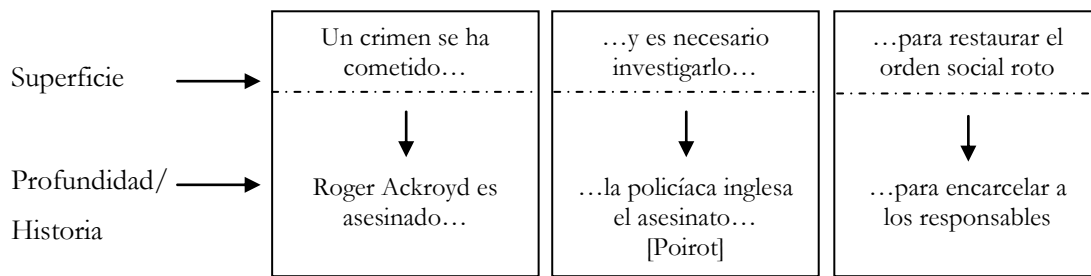 Superficie
Un crimen se ha
cometido…
…y es necesario
investigarlo…
…para restaurar el
orden social roto
Profundidad/
Historia
Roger Ackroyd es
asesinado…
…la policíaca inglesa
el asesinato…
[Poirot]
…para encarcelar a
los responsables